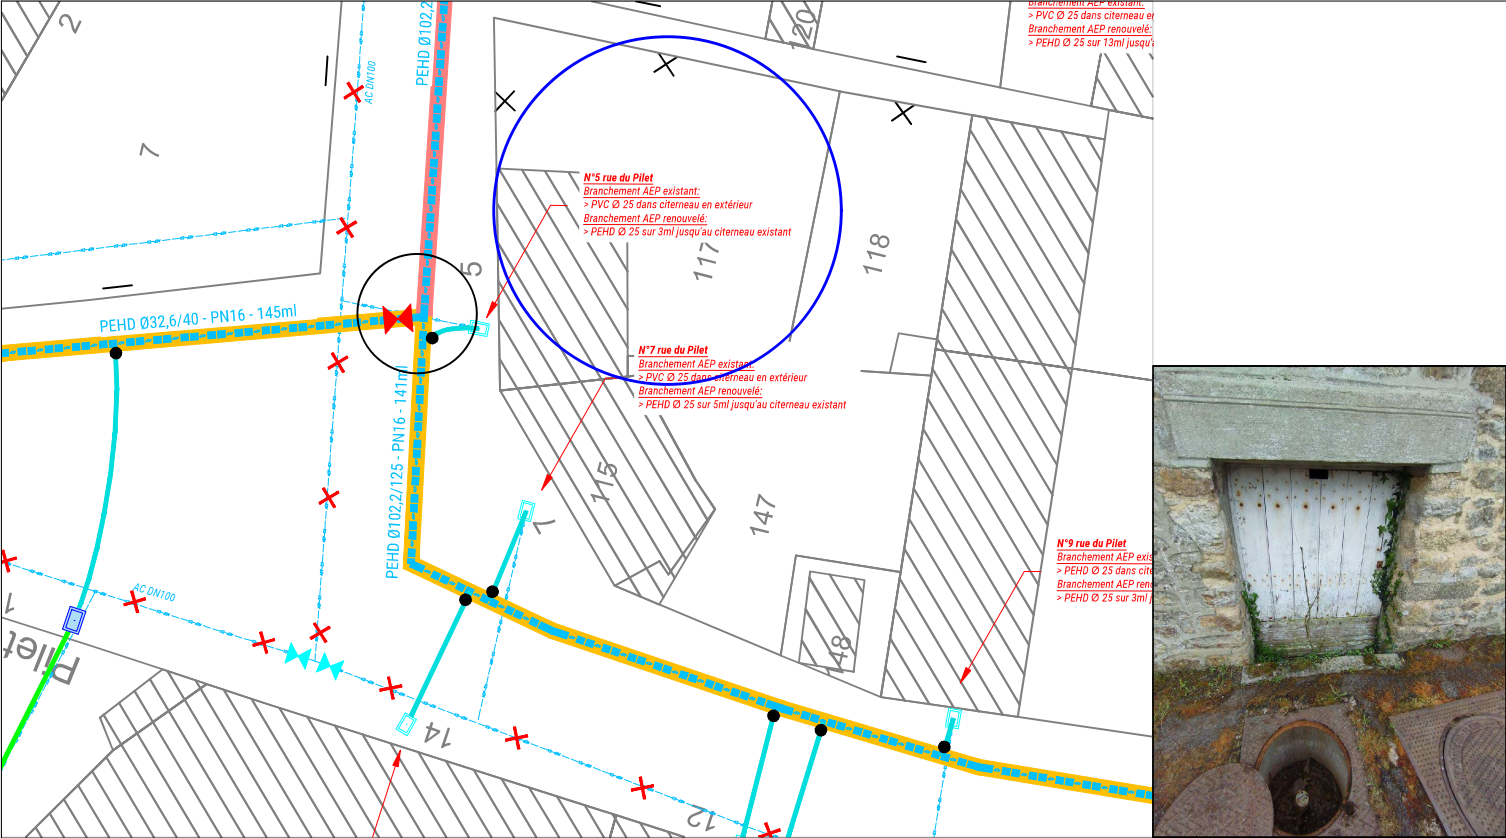 Branchement AEP existant:
> PVC Ø 25 dans citerneau e
Branchement AEP renouvelé:
> PEHD Ø 25 sur 13ml jusqu'a
2
120
PEHD Ø102,2
AC DN100
7
N°5 rue du Pilet
Branchement AEP existant:
> PVC Ø 25 dans citerneau en extérieur
Branchement AEP renouvelé:
> PEHD Ø 25 sur 3ml jusqu'au citerneau existant
117
118
5
PEHD Ø32,6/40 - PN16 - 145ml
N°7 rue du Pilet
Branchement AEP existant:
> PVC Ø 25 dans citerneau en extérieur
Branchement AEP renouvelé:
> PEHD Ø 25 sur 5ml jusqu'au citerneau existant
PEHD Ø102,2/125 - PN16 - 141ml
115
147
7
N°9 rue du Pilet
Branchement AEP exis
> PEHD Ø 25 dans cite
Branchement AEP ren
> PEHD Ø 25 sur 3ml j
AC DN100
1
Pilet
148
14
12